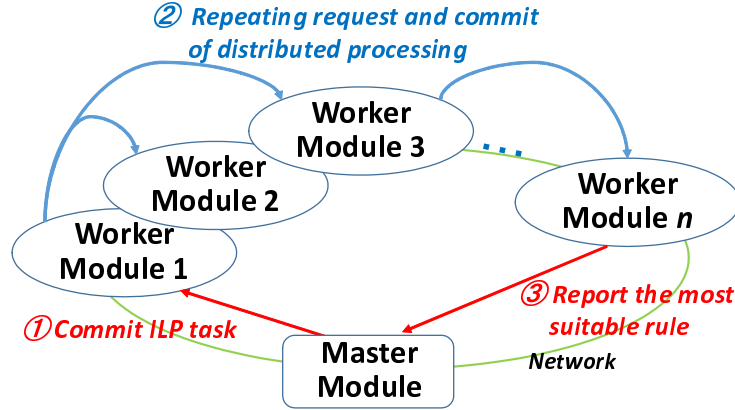 ② Repeating request and commit
of distributed processing
Worker
Module 3
...
Worker
Module 2
Worker
Module n
Worker
Module 1
③ Report the most
suitable rule
① Commit ILP task
Master
Module
Network